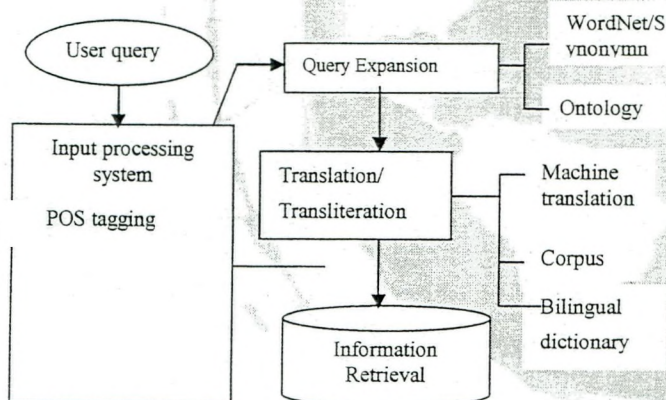 User query
Input processing
system
POS tagging
Query Expansion
WordNet/S
ynonymn
Ontology
Translation/
Transliteration
Machine
translation
Corpus
Bilingual
dictionary
Information
Retrieval